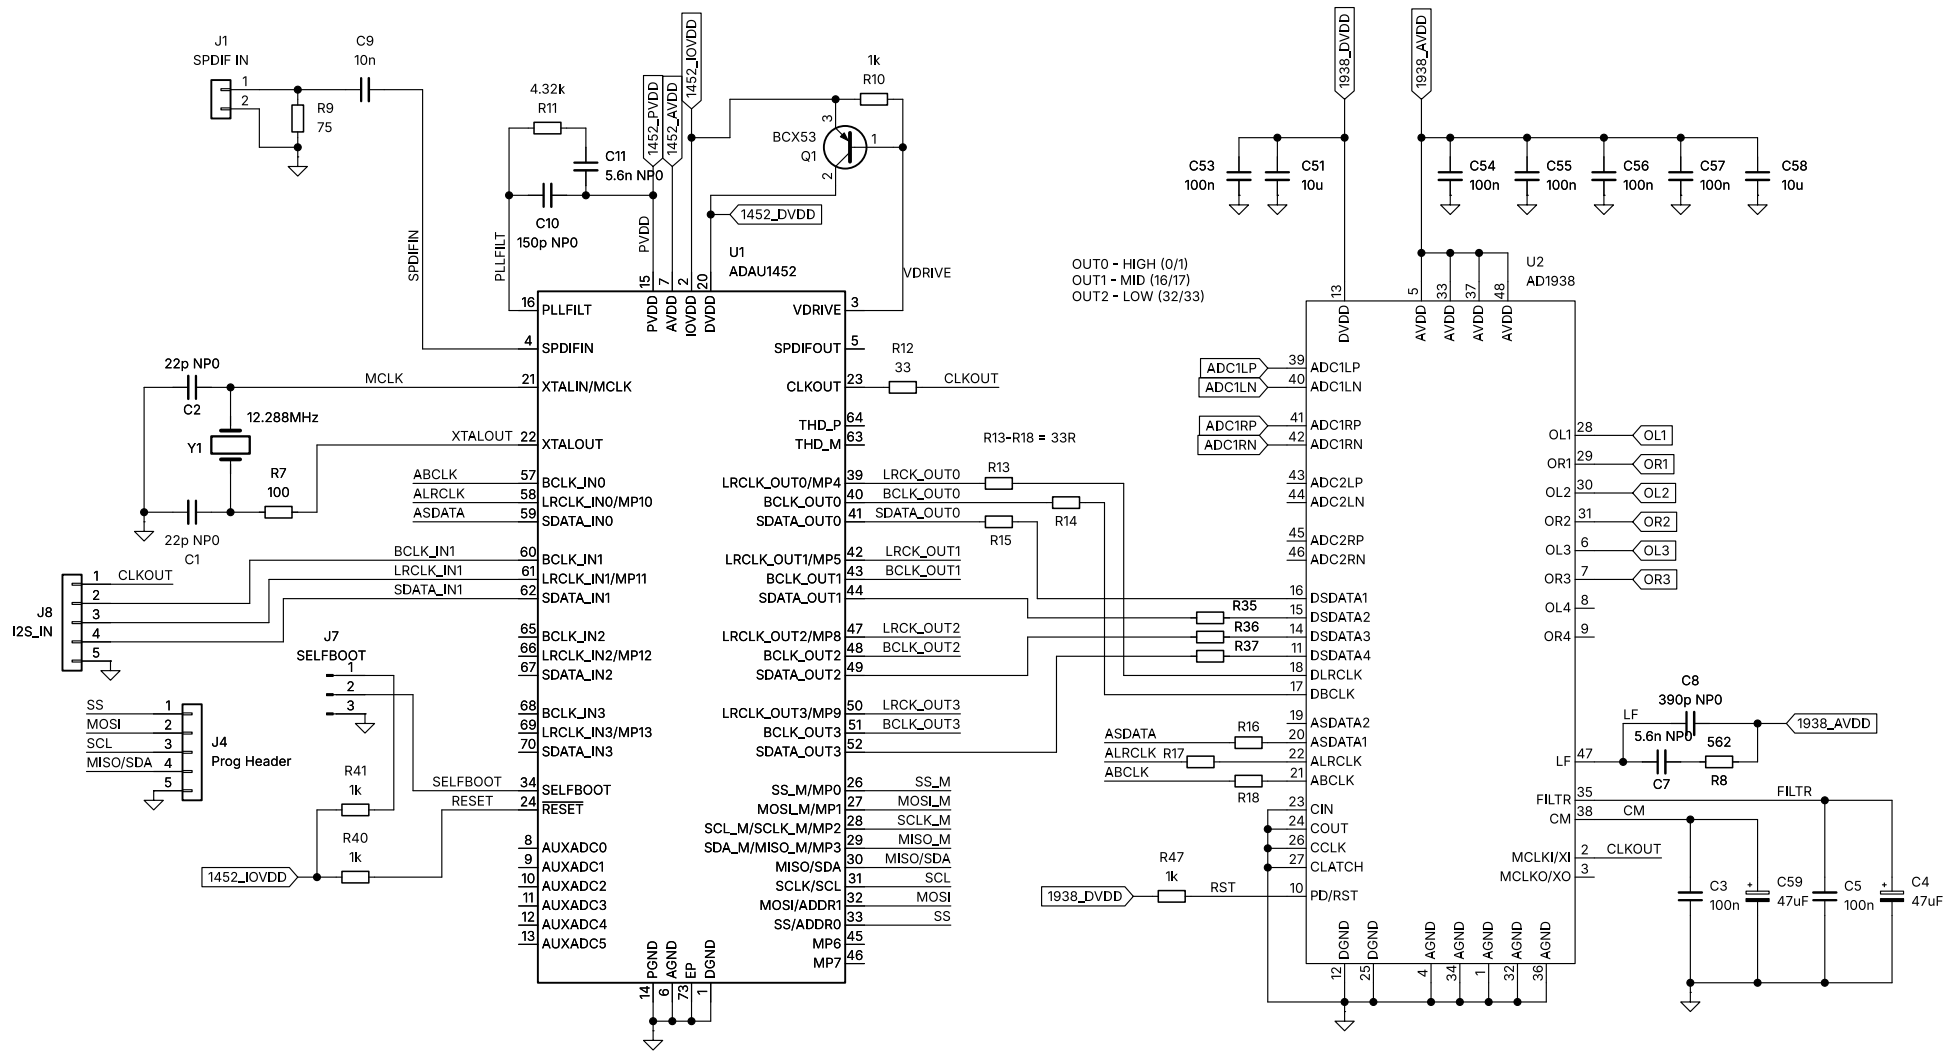 J1
SPDIF IN
1
2
R9
75
C9
10n
SPDIFIN
4.32k
R11
C11
5.6n NP0
C10
150p NP0
PLLFILT
PVDD
1452_PVDD
1452_AVDD
1452_IOVDD
1k
R10
BCX53
Q1
3
1
2
1452_DVDD
VDRIVE
U1
ADAU1452
15
7
2
20
PVDD
AVDD
IOVDD
DVDD
16
PLLFILT
4
SPDIFIN
21
XTALIN/MCLK
22
XTALOUT
57
BCLK_IN0
58
LRCLK_IN0/MP10
59
SDATA_IN0
60
BCLK_IN1
61
LRCLK_IN1/MP11
62
SDATA_IN1
65
BCLK_IN2
66
LRCLK_IN2/MP12
67
SDATA_IN2
68
BCLK_IN3
69
LRCLK_IN3/MP13
70
SDATA_IN3
34
SELFBOOT
24
RESET
8
AUXADC0
9
AUXADC1
10
AUXADC2
11
AUXADC3
12
AUXADC4
13
AUXADC5
PGND
AGND
EP
DGND
14
6
73
1
VDRIVE
3
SPDIFOUT
5
CLKOUT
23
THD_P
64
THD_M
63
LRCLK_OUT0/MP4
39
BCLK_OUT0
40
SDATA_OUT0
41
LRCLK_OUT1/MP5
42
BCLK_OUT1
43
SDATA_OUT1
44
LRCLK_OUT2/MP8
47
BCLK_OUT2
48
SDATA_OUT2
49
LRCLK_OUT3/MP9
50
BCLK_OUT3
51
SDATA_OUT3
52
SS_M/MP0
26
MOSI_M/MP1
27
SCL_M/SCLK_M/MP2
28
SDA_M/MISO_M/MP3
29
MISO/SDA
30
SCLK/SCL
31
MOSI/ADDR1
32
SS/ADDR0
33
MP6
45
MP7
46
22p NP0
C2
MCLK
12.288MHz
Y1
XTALOUT
R7
100
22p NP0
C1
ABCLK
ALRCLK
ASDATA
BCLK_IN1
LRCLK_IN1
SDATA_IN1
J8
I2S_IN
1
2
3
4
5
CLKOUT
J7
SELFBOOT
1
2
3
SS
MOSI
SCL
MISO/SDA
1
2
3
4
5
J4
Prog Header
R41
1k
SELFBOOT
RESET
R40
1k
1452_IOVDD
R12
33
CLKOUT
R13-R18 = 33R
LRCK_OUT0
BCLK_OUT0
SDATA_OUT0
R13
R14
R15
LRCK_OUT1
BCLK_OUT1
LRCK_OUT2
BCLK_OUT2
LRCK_OUT3
BCLK_OUT3
SS_M
MOSI_M
SCLK_M
MISO_M
MISO/SDA
SCL
MOSI
SS
R35
R36
R37
ASDATA
R16
ALRCLK
R17
ABCLK
R18
R47
1k
1938_DVDD
RST
OUT0 - HIGH (0/1)
OUT1 - MID (16/17)
OUT2 - LOW (32/33)
1938_DVDD
1938_AVDD
C53
100n
C51
10u
C54
100n
C55
100n
C56
100n
C57
100n
C58
10u
U2
AD1938
13
5
33
37
48
DVDD
AVDD
AVDD
AVDD
AVDD
ADC1LP
39
ADC1LP
ADC1LN
40
ADC1LN
ADC1RP
41
ADC1RP
ADC1RN
42
ADC1RN
43
ADC2LP
44
ADC2LN
45
ADC2RP
46
ADC2RN
16
DSDATA1
15
DSDATA2
14
DSDATA3
11
DSDATA4
18
DLRCLK
17
DBCLK
19
ASDATA2
20
ASDATA1
22
ALRCLK
21
ABCLK
23
CIN
24
COUT
26
CCLK
27
CLATCH
10
PD/RST
DGND
DGND
AGND
AGND
AGND
AGND
AGND
12
25
4
34
1
32
36
OL1
28
OL1
OR1
29
OR1
OL2
30
OL2
OR2
31
OR2
OL3
6
OL3
OR3
7
OR3
OL4
8
OR4
9
LF
47
FILTR
35
CM
38
MCLKI/XI
2
MCLKO/XO
3
C8
390p NP0
LF
5.6n NP0
C7
562
R8
1938_AVDD
FILTR
CM
CLKOUT
C3
100n
+
C59
47uF
C5
100n
+
C4
47uF